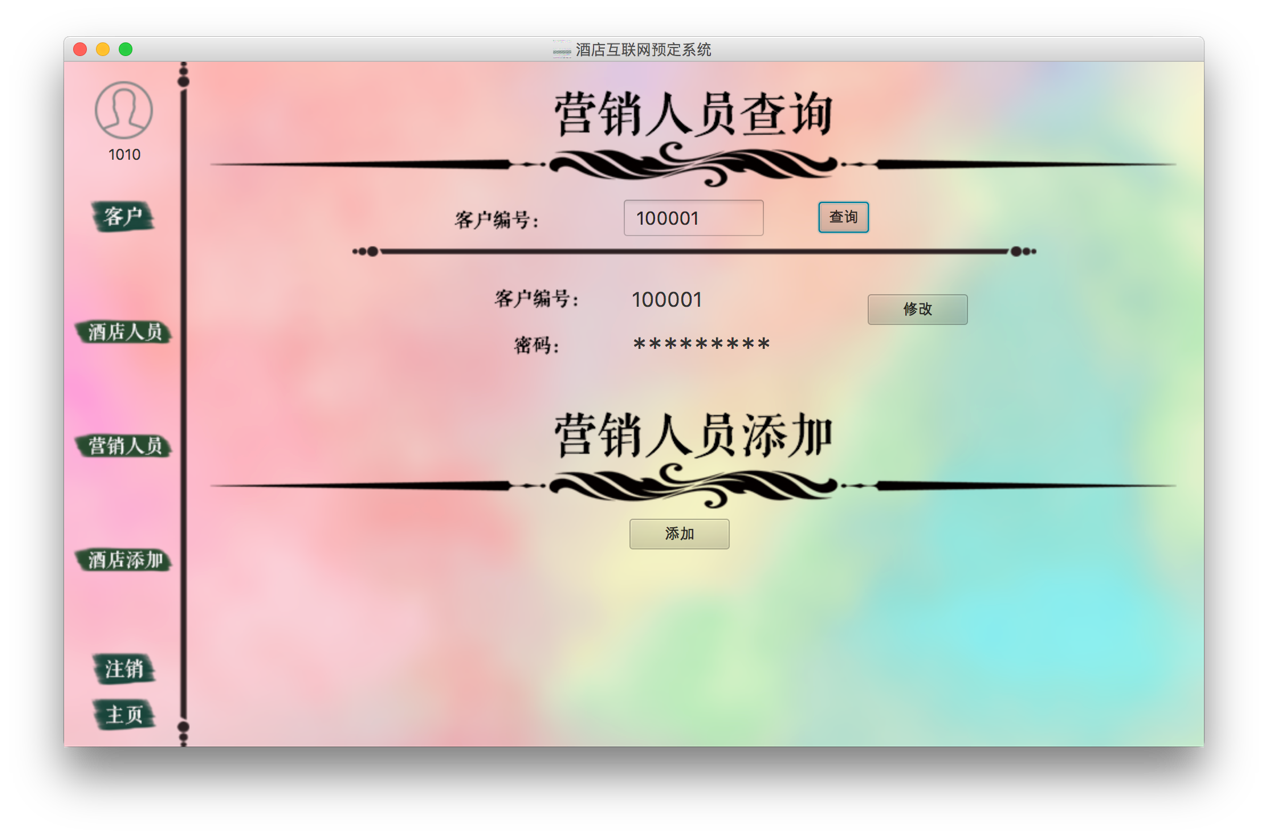 酒店互联网预定系统
1010
客户
酒店人员
营销人员
酒店添加
注销
主页
营销人员查询
客户编号: 100001 查询
客户编号: 100001 修改
密码: *********
营销人员添加
添加